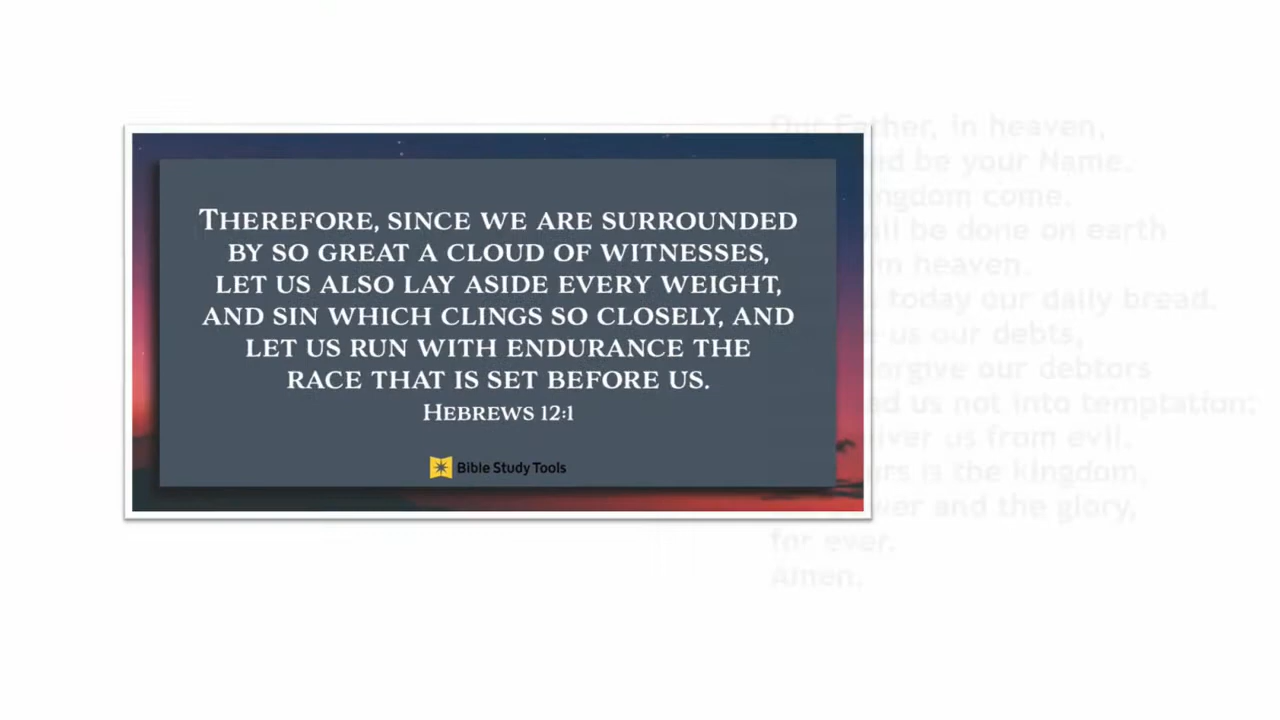 THEREFORE, SINCE WE ARE SURROUNDED
BY SO GREAT A CLOUD OF WITNESSES,
LET US ALSO LAY ASIDE EVERY WEIGHT,
AND SIN WHICH CLINGS SO CLOSELY, AND
LET US RUN WITH ENDURANCE THE
RACE THAT IS SET BEFORE US.
HEBREWS 12:1
Bible Study Tools
Our Father, in heaven,
be your Name.
come.
be done on earth
heaven.
today our daily bread.
us our debts,
our debtors
us not into temptation;
us from evil.
is the kingdom,
and the glory,
for ever.
Amen.